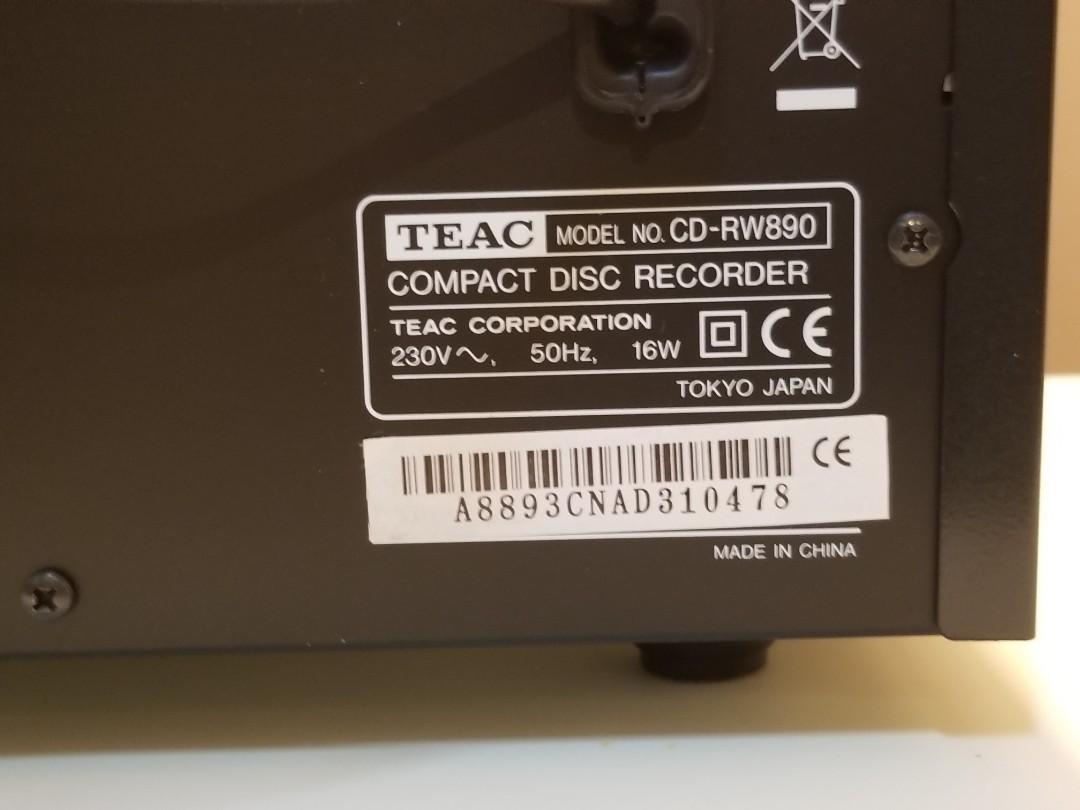 TEAC MODEL NO. CD-RW890
COMPACT DISC RECORDER
TEAC CORPORATION
230V～, 50Hz, 16W CE
TOKYO JAPAN
CE
A8893CNAD310478
MADE IN CHINA